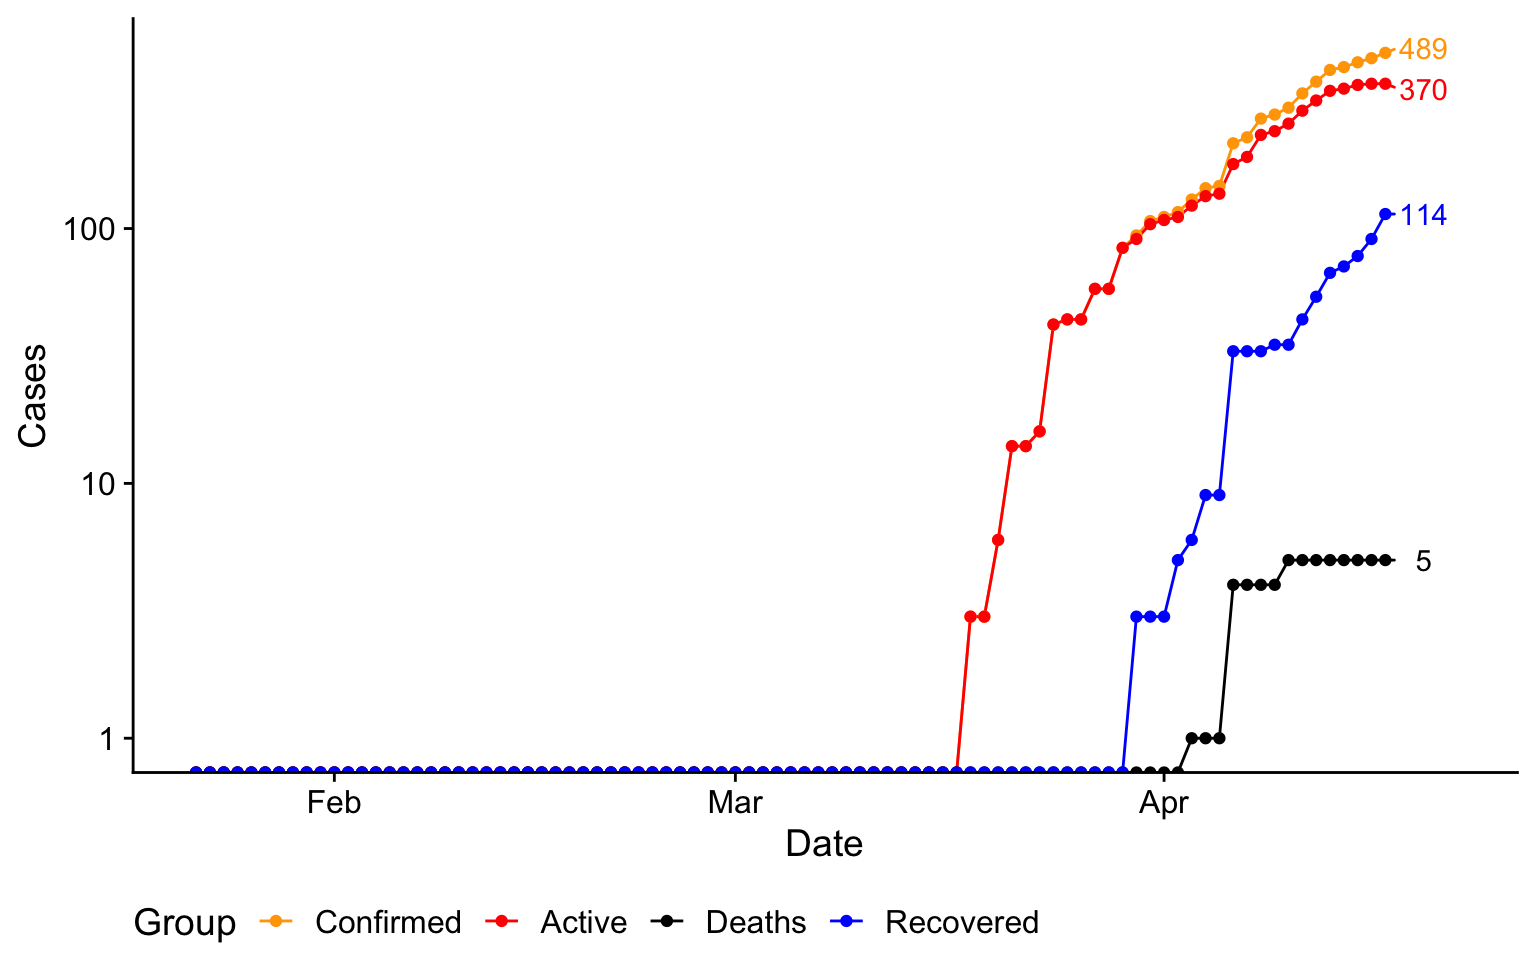 489
370
114
5
100
10
1
Cases
Feb Mar Apr
Date
Group Confirmed Active Deaths Recovered